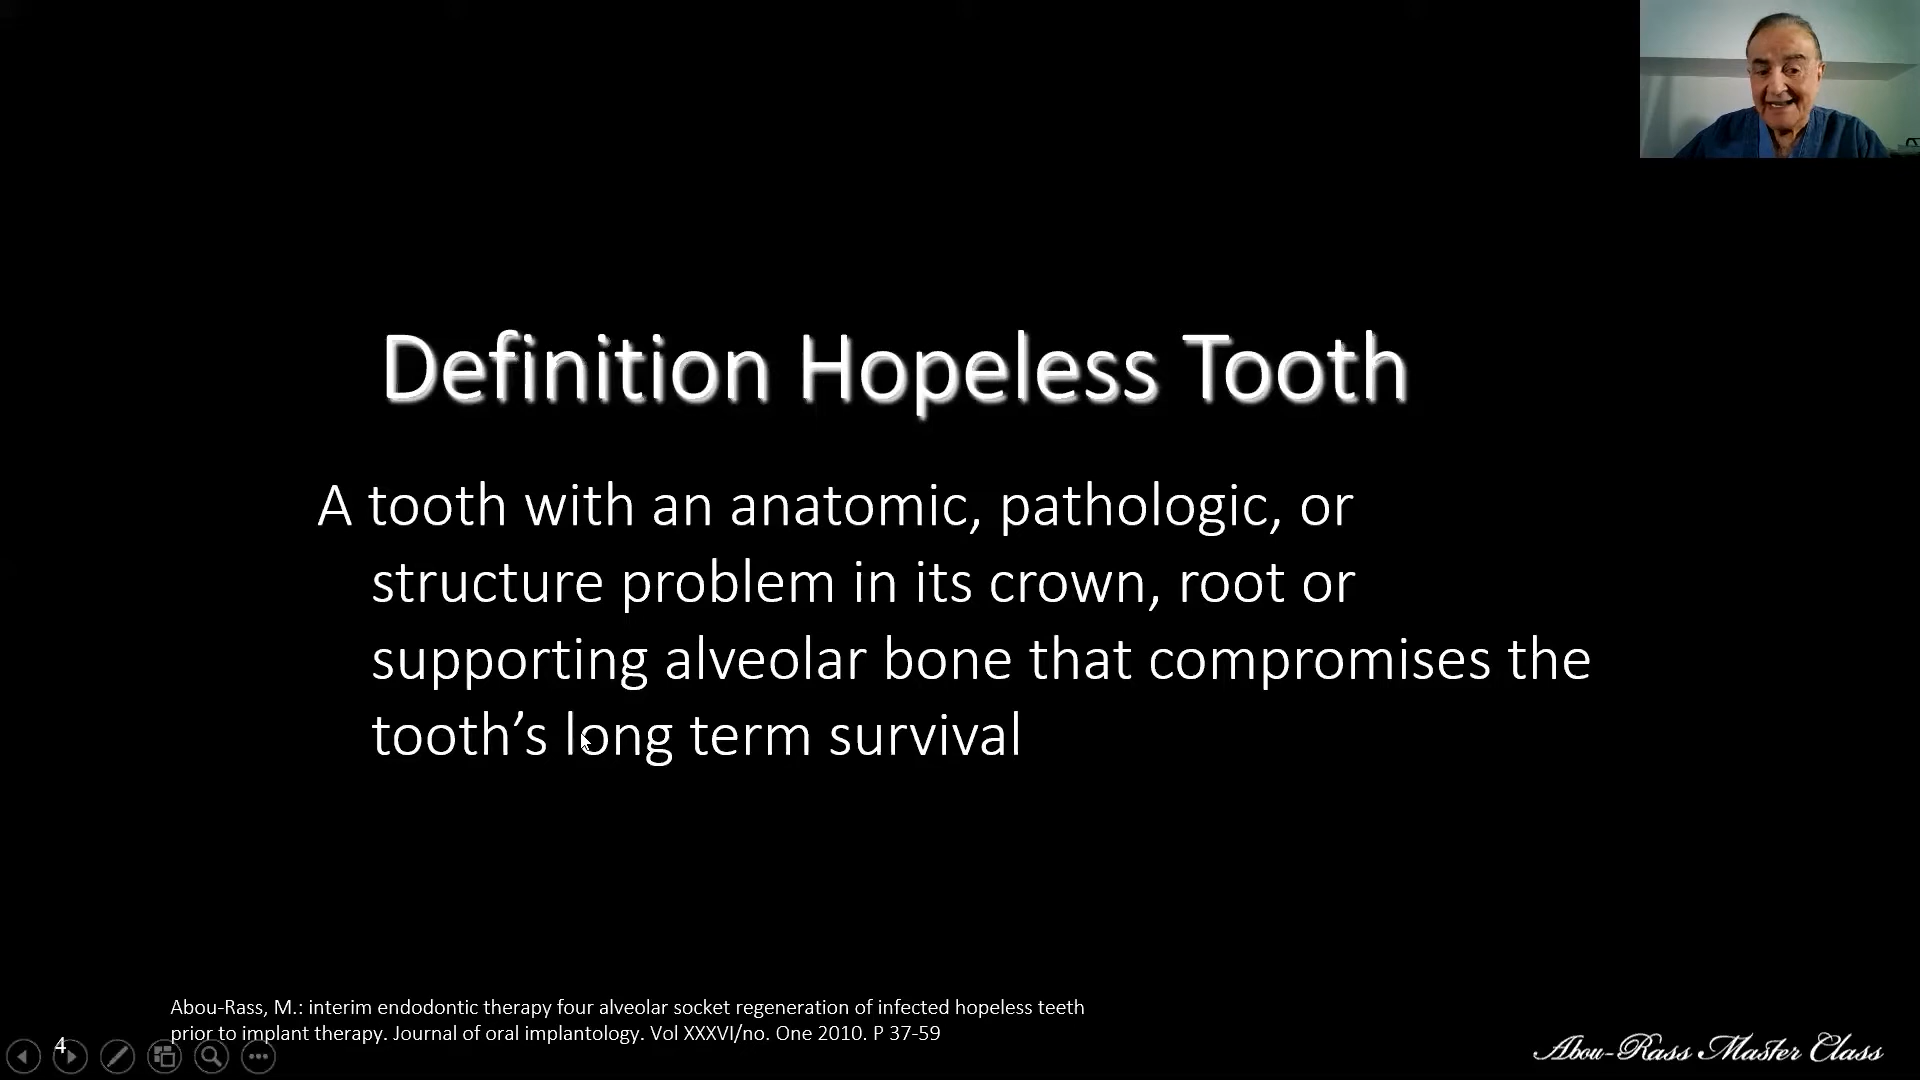 Definition Hopeless Tooth
A tooth with an anatomic, pathologic, or
structure problem in its crown, root or
supporting alveolar bone that compromises the
tooth’s long term survival
Abou-Rass, M.: interim endodontic therapy four alveolar socket regeneration of infected hopeless teeth
prior to implant therapy. Journal of oral implantology. Vol XXXVI/no. One 2010. P 37-59
4
Abou-Rass Master Class